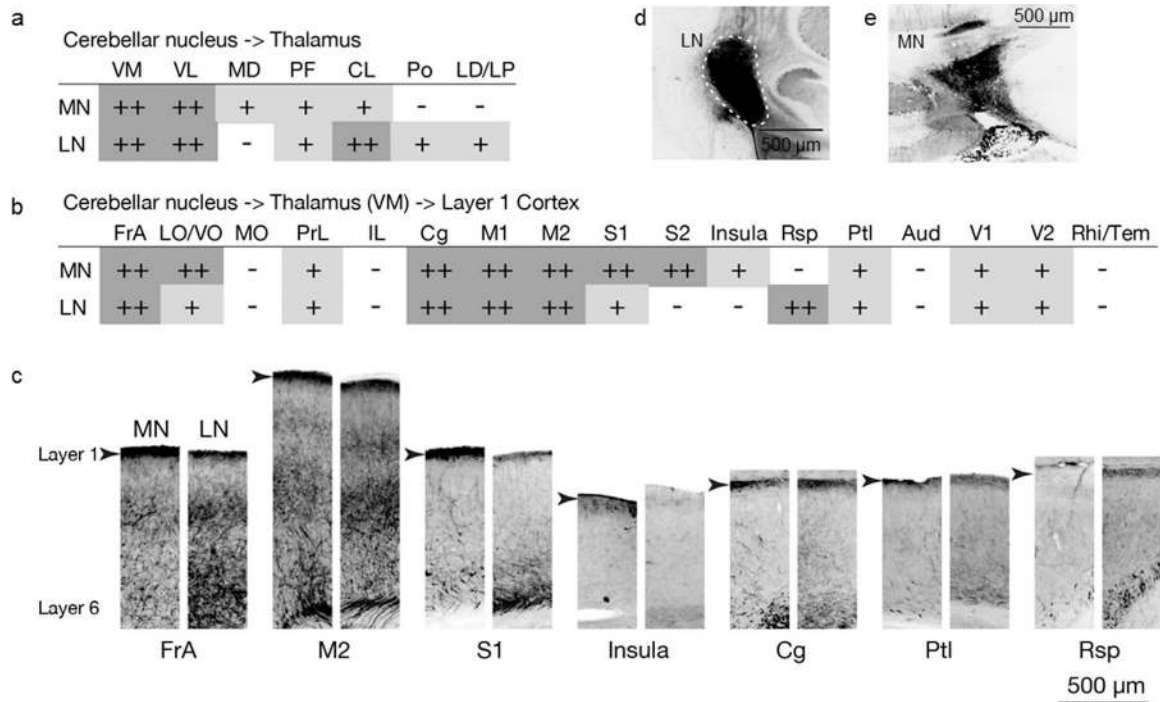 a
Cerebellar nucleus -> Thalamus
VM VL MD PF CL Po LD/LP
MN ++ ++ + + + - -
LN ++ ++ - + ++ + +
d
LN
500 µm
e
500 µm
MN
b
Cerebellar nucleus -> Thalamus (VM) -> Layer 1 Cortex
FrA LO/VO MO PrL IL Cg M1 M2 S1 S2 Insula Rsp Ptl Aud V1 V2 Rhi/Tem
MN ++ ++ - + - ++ ++ ++ ++ ++ + - + - + + -
LN ++ + - + - ++ ++ ++ + - - ++ + - + + -
c
MN LN
Layer 1
Layer 6
FrA M2 S1 Insula Cg Ptl Rsp
500 µm